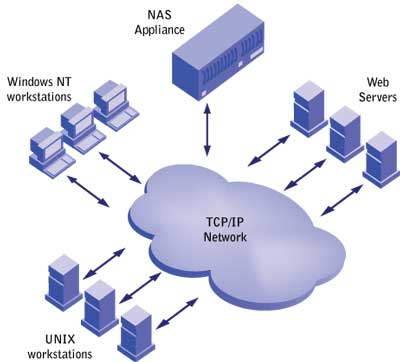 NAS
Appliance
Windows NT
workstations
Web
Servers
TCP/IP
Network
UNIX
workstations